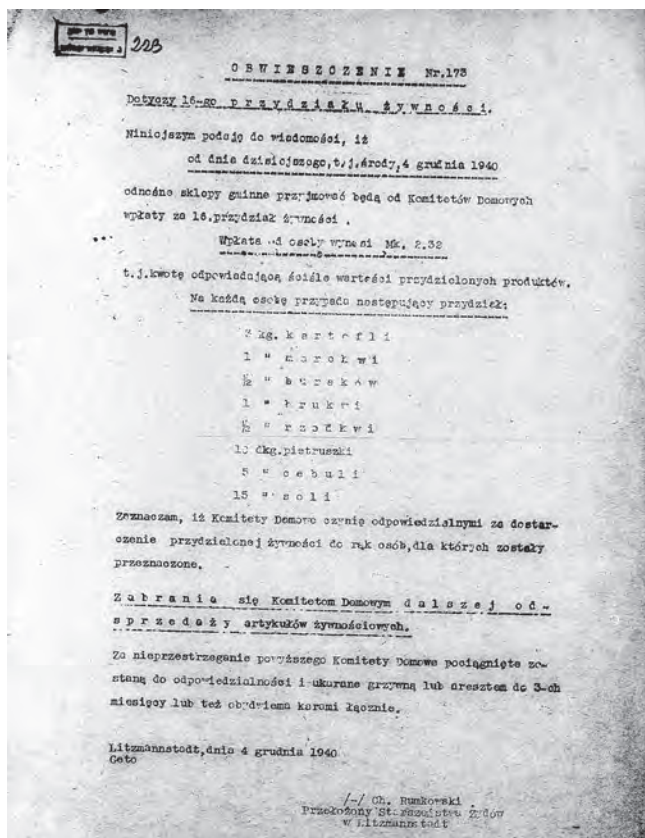 223
OBWIESZCZENIE Nr.173
Dotyczy 16-go przydziału żywności.
Niniejszym podaję do wiadomości, iż
od dnia dzisiejszego,t.j.środy,4 grudnia 1940
odnośne sklepy gminne przyjmować będą od Komitetów Domowych
wpłaty za 16.przydział żywności .
Wpłata od osoby wynosi Mk. 2.32
t.j.kwotę odpowiadającą ściśle wartości przydzielonych produktów.
Na każdą osobę przypada następujący przydział:
kg. kartofli
1 " marchwi
½ " buraków
1 " brukwi
½ " rzodkwi
dkg.pietruszki
5 " cebuli
15 " soli
Zaznaczam, iż Komitety Domowe czynię odpowiedzialnymi za dostar-
czenie przydzielonej żywności do rąk osób,dla których zostały
przeznaczone.
Zabrania się Komitetom Domowym dalszej od-
sprzedaży artykułów żywnościowych.
Za nieprzestrzeganie powyższego Komitety Domowe pociągnięte zo-
staną do odpowiedzialności i ukarane grzywną lub aresztem do 3-ch
miesięcy lub też obydwiema karami łącznie.
Litzmannstadt,dnia 4 grudnia 1940
Geto
/-/ Ch. Rumkowski
Przełożony Starszeństwa Żydów
w Litzmannstadt